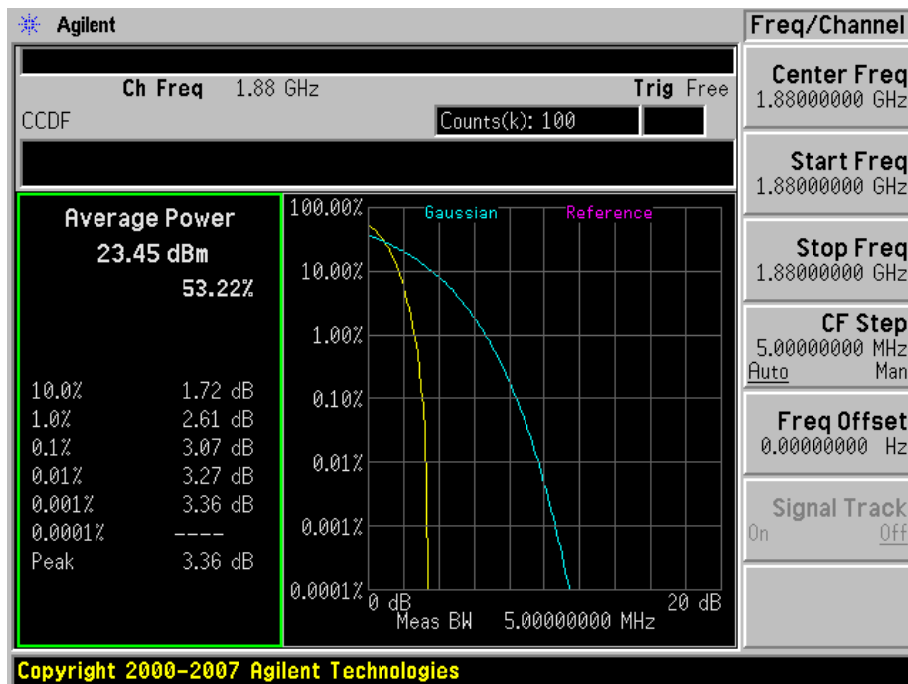 Agilent
Freq/Channel
Ch Freq 1.88 GHz
Trig Free
CCDF
Counts(k): 100
Average Power
23.45 dBm
53.22%
10.0% 1.72 dB
1.0% 2.61 dB
0.1% 3.07 dB
0.01% 3.27 dB
0.001% 3.36 dB
0.0001% ----
Peak 3.36 dB
Gaussian
Reference
100.00%
10.00%
1.00%
0.10%
0.01%
0.001%
0.0001%
0 dB
20 dB
Meas BW 5.00000000 MHz
Center Freq
1.88000000 GHz
Start Freq
1.88000000 GHz
Stop Freq
1.88000000 GHz
CF Step
5.00000000 MHz
Auto Man
Freq Offset
0.00000000 Hz
Signal Track
On Off
Copyright 2000-2007 Agilent Technologies